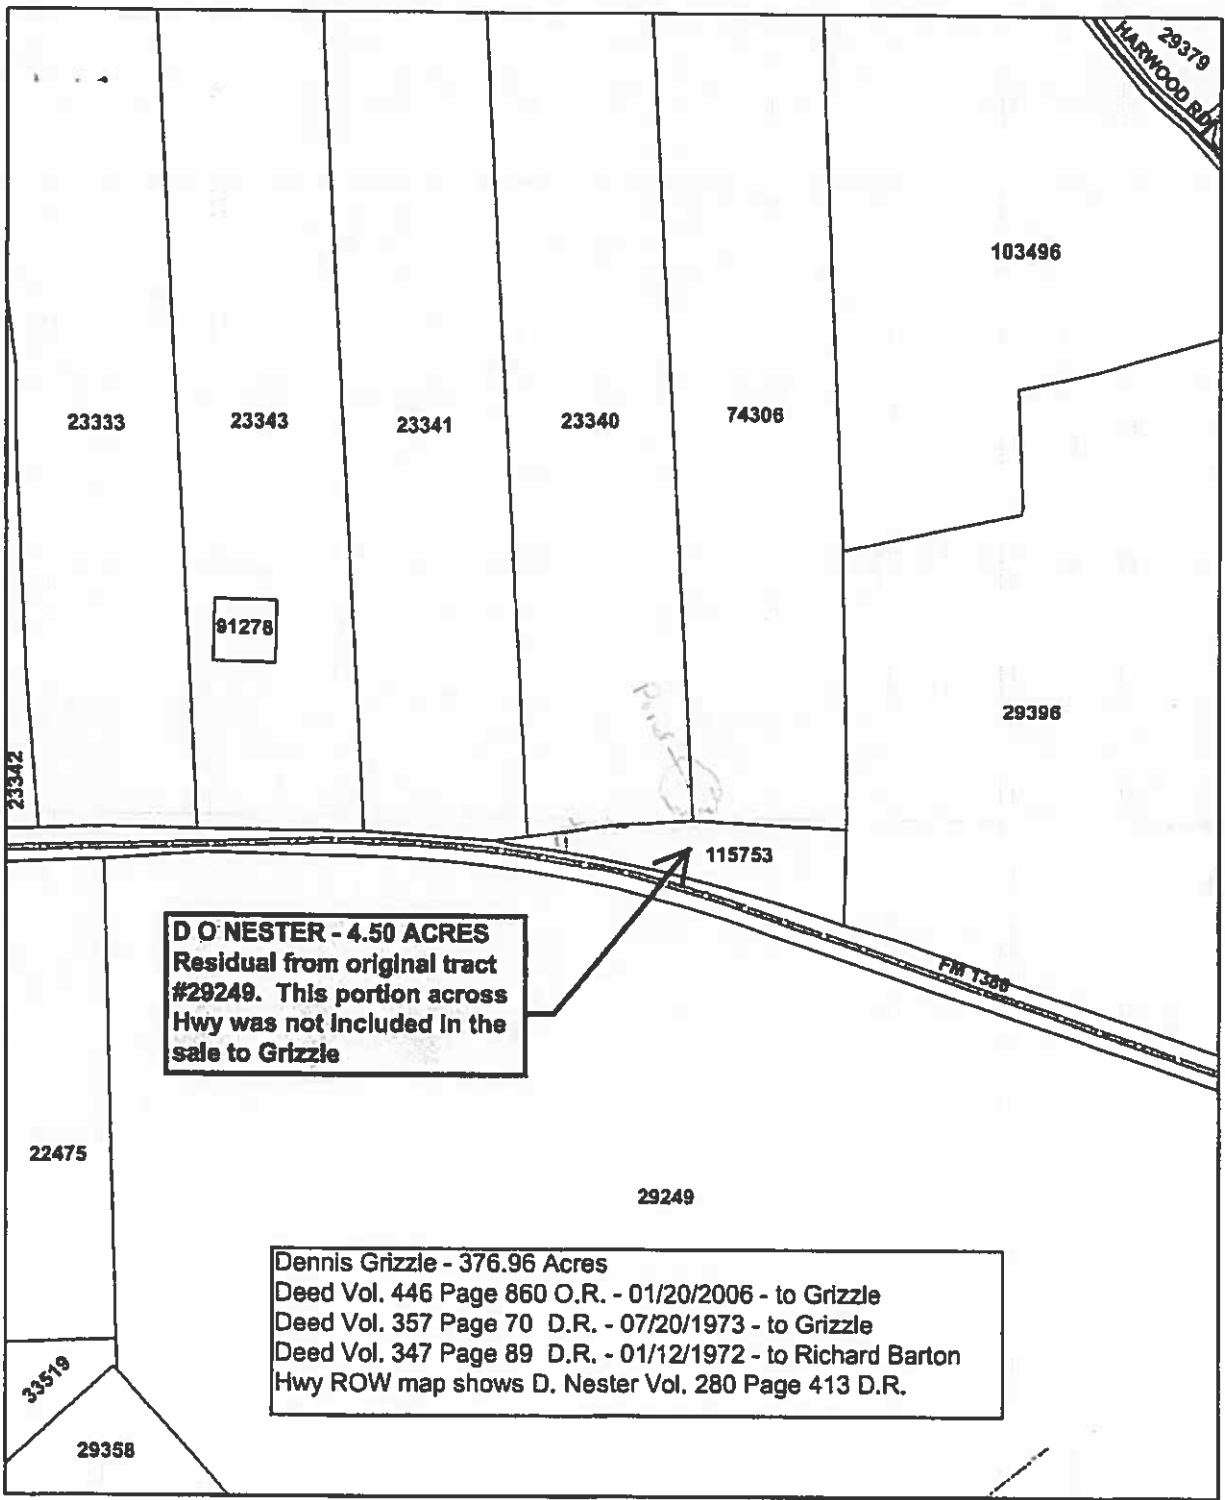 29379
HARWOOD RD
103496
23333
23343
23341
23340
74306
91278
29396
23342
115753
D O NESTER - 4.50 ACRES
Residual from original tract
#29249. This portion across
Hwy was not included in the
sale to Grizzle
FM 1386
22475
29249
Dennis Grizzle - 376.96 Acres
Deed Vol. 446 Page 860 O.R. - 01/20/2006 - to Grizzle
Deed Vol. 357 Page 70 D.R. - 07/20/1973 - to Grizzle
Deed Vol. 347 Page 89 D.R. - 01/12/1972 - to Richard Barton
Hwy ROW map shows D. Nester Vol. 280 Page 413 D.R.
33519
29358